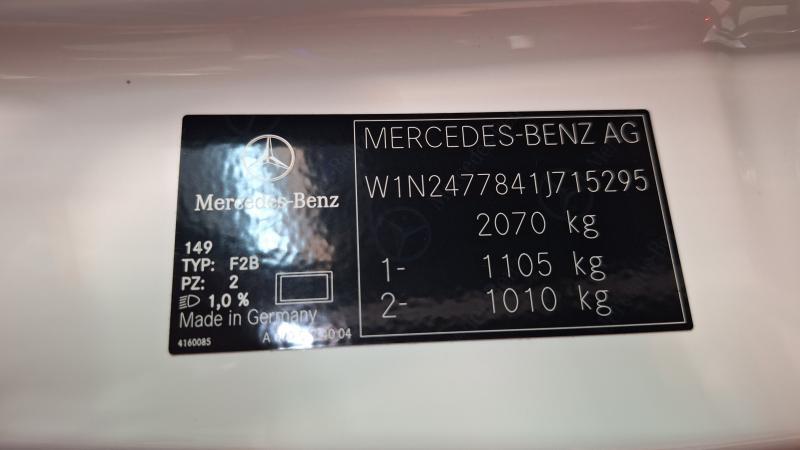 Mercedes-Benz
149
TYP: F2B
PZ: 2
1,0 %
Made in Germany
4160085
MERCEDES-BENZ AG
W1N2477841J715295
2070 kg
1- 1105 kg
2- 1010 kg